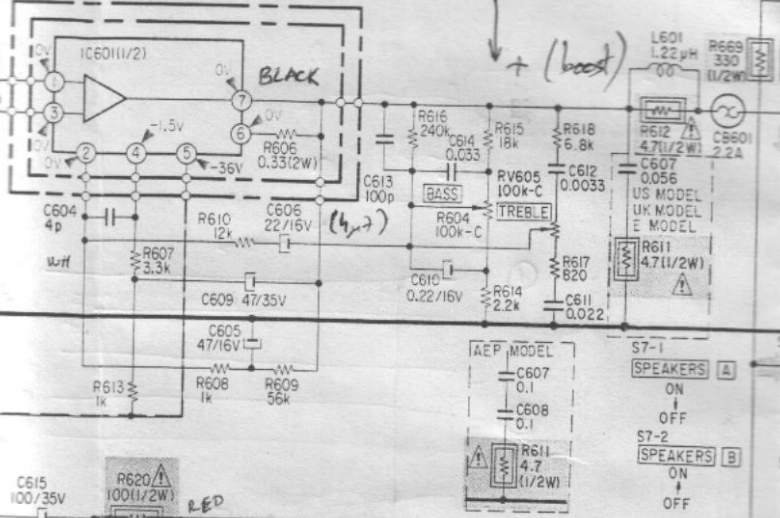 IC601(1/2)
0V
1
3
0V
0V
2
4
-1.5V
5
-36V
7
0V
6
0V
BLACK
R606
0.33(2W)
+ (boost)
L601
1.22μH
R669
330
(1/2W)
R612
4.7(1/2W)
CB601
2.2A
C613
100p
R616
240k
C614
0.033
R615
18k
R618
6.8k
C612
0.0033
RV605
100k-C
BASS
TREBLE
R604
100k-C
C607
0.056
US MODEL
UK MODEL
E MODEL
R611
4.7(1/2W)
C604
4p
R610
12k
C606
22/16V
(4μ7)
WH
R607
3.3k
C609 47/35V
C610
0.22/16V
R614
2.2k
R617
820
C611
0.022
C605
47/16V
R613
1k
R608
1k
R609
56k
AEP MODEL
C607
0.1
C608
0.1
R611
4.7
(1/2W)
S7-1
SPEAKERS A
ON
OFF
S7-2
SPEAKERS B
ON
OFF
C615
100/35V
R620
100(1/2W)
RED